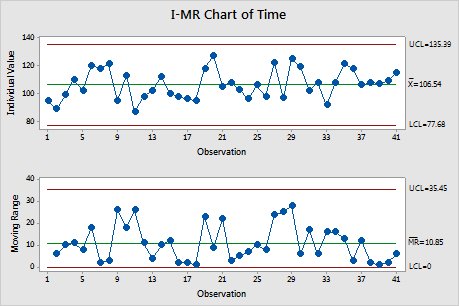 I-MR Chart of Time
140
120
100
80
Individual Value
UCL=135.39
X=106.54
LCL=77.68
1 5 9 13 17 21 25 29 33 37 41
Observation
40
30
20
10
0
Moving Range
UCL=35.45
MR=10.85
LCL=0
1 5 9 13 17 21 25 29 33 37 41
Observation